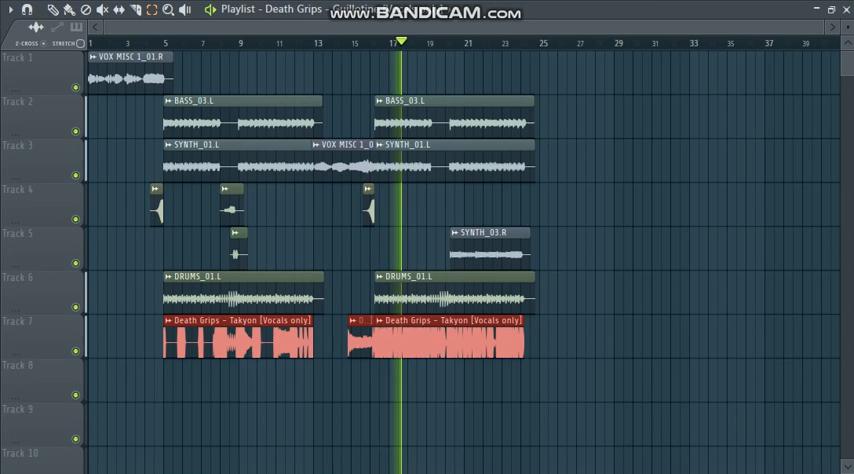 Playlist - Death Grips - Guillotine
www.BANDICAM.com
Z-CROSS STRETCH
1 3 5 7 9 11 13 15 17 19 21 23 25 27 29 31 33 35 37 39
Track 1
VOX MISC 1_01.R
Track 2
BASS_03.L
BASS_03.L
Track 3
SYNTH_01.L
VOX MISC 1_0
SYNTH_01.L
Track 4
Track 5
SYNTH_03.R
Track 6
DRUMS_01.L
DRUMS_01.L
Track 7
Death Grips - Takyon [Vocals only]
Death Grips - Takyon [Vocals only]
Track 8
Track 9
Track 10